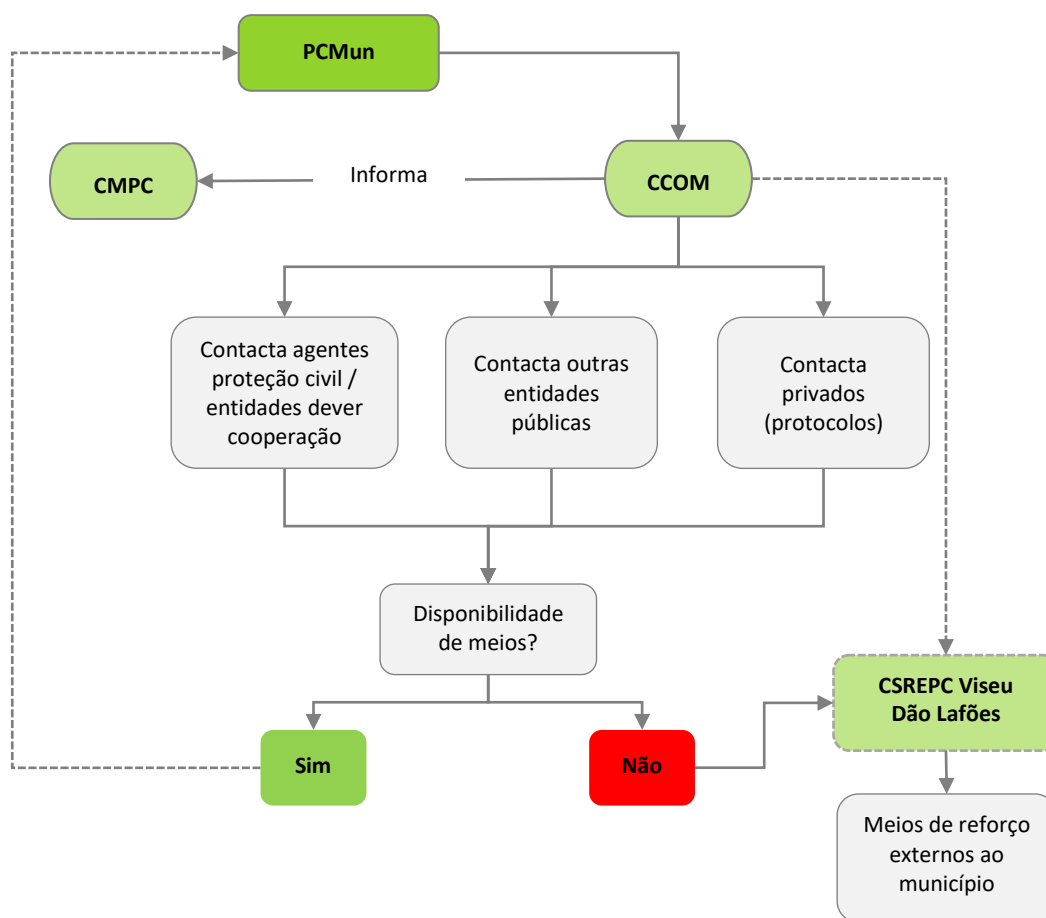 PCMun
CMPC
Informa
CCOM
Contacta agentes
proteção civil /
entidades dever
cooperação
Contacta outras
entidades
públicas
Contacta
privados
(protocolos)
Disponibilidade
de meios?
Sim
Não
CSREPC Viseu
Dão Lafões
Meios de reforço
externos ao
município